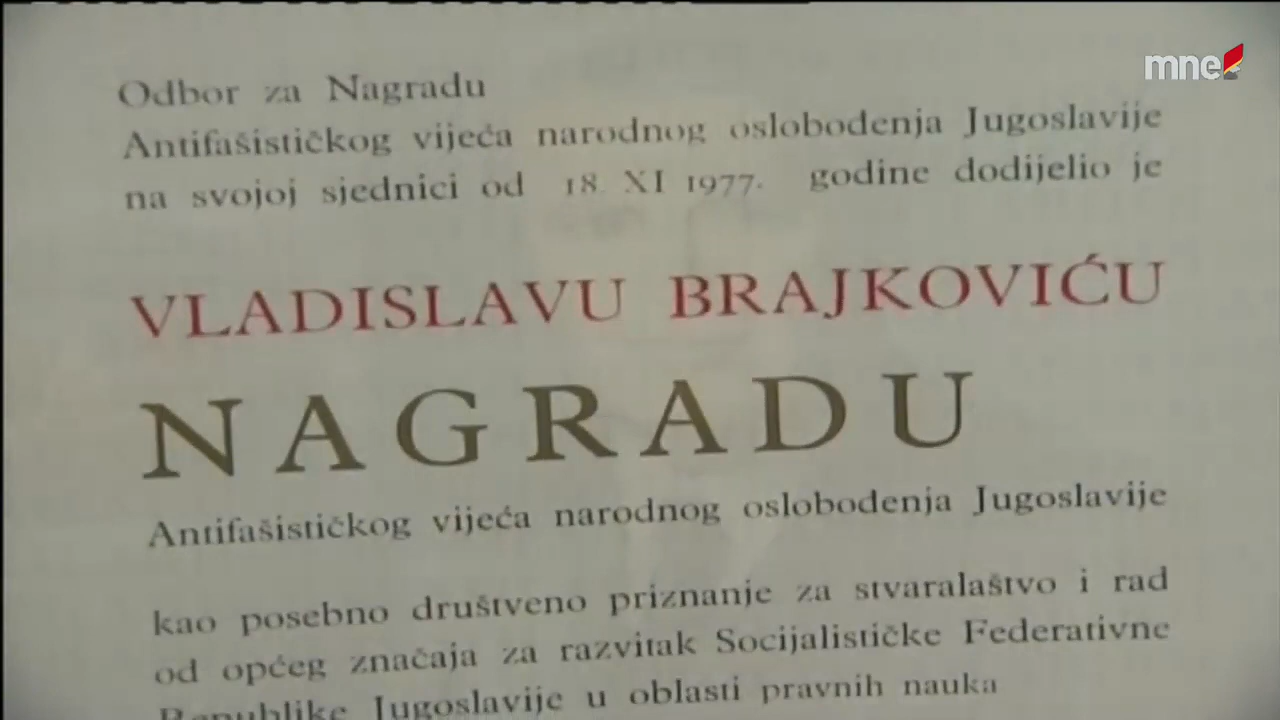 mne
Odbor za Nagradu
Antifašističkog vijeća narodnog oslobođenja Jugoslavije
na svojoj sjednici od 18. XI 1977. godine dodijelio je
VLADISLAVU BRAJKOVIĆU
NAGRADU
Antifašističkog vijeća narodnog oslobođenja Jugoslavije
kao posebno društveno priznanje za stvaralaštvo i rad
od općeg značaja za razvitak Socijalističke Federativne
Republike Jugoslavije u oblasti pravnih nauka